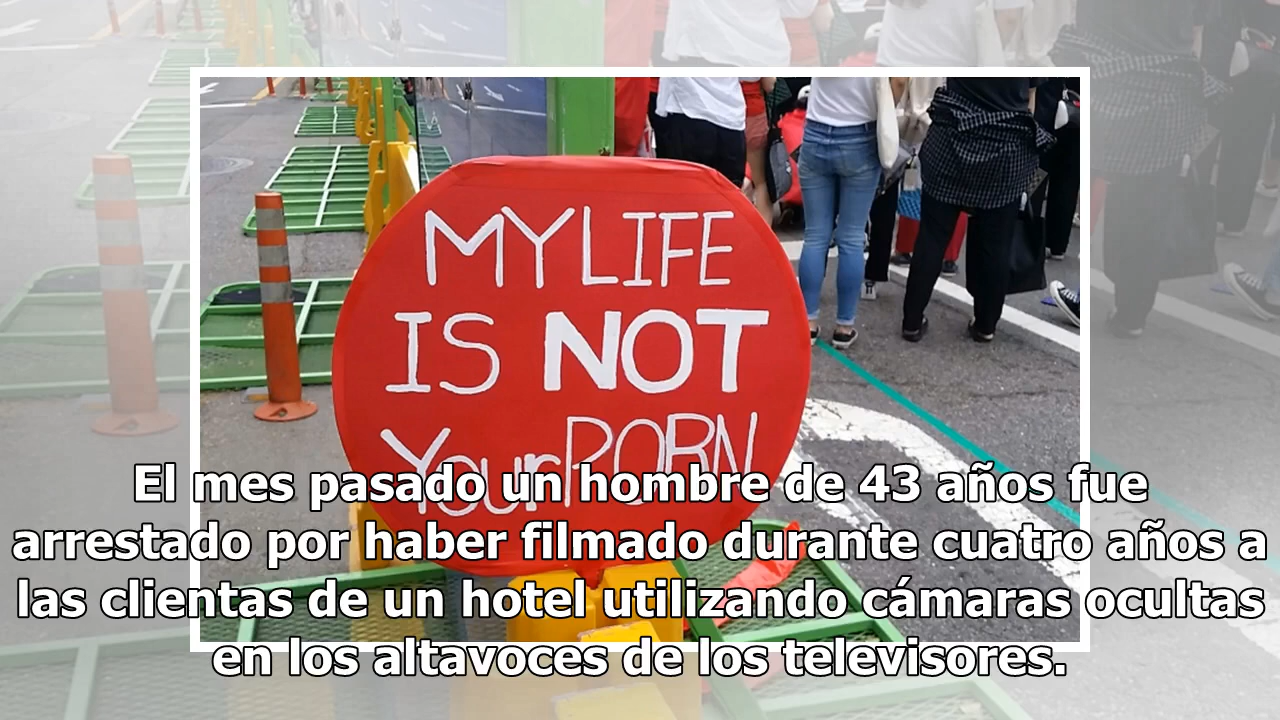 MY LIFE
IS NOT
Your PORN
El mes pasado un hombre de 43 años fue
arrestado por haber filmado durante cuatro años a
las clientas de un hotel utilizando cámaras ocultas
en los altavoces de los televisores.